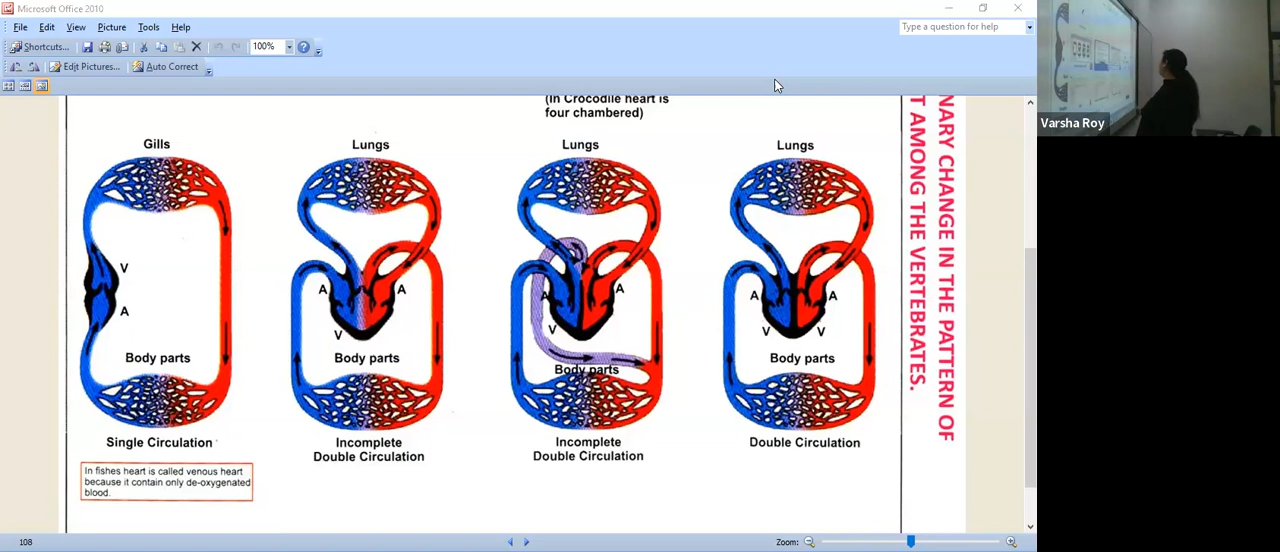 Microsoft Office 2010
File Edit View Picture Tools Help
Type a question for help
Shortcuts... 100%
Edit Pictures... Auto Correct
Varsha Roy
(In Crocodile heart is
four chambered)
Gills Lungs Lungs Lungs
V A
A A V
A A V
A A V V
Body parts Body parts Body parts Body parts
Single Circulation
Incomplete
Double Circulation
Incomplete
Double Circulation
Double Circulation
In fishes heart is called venous heart
because it contain only de-oxygenated
blood.
NARY CHANGE IN THE PATTERN OF
T AMONG THE VERTEBRATES.
108 Zoom: